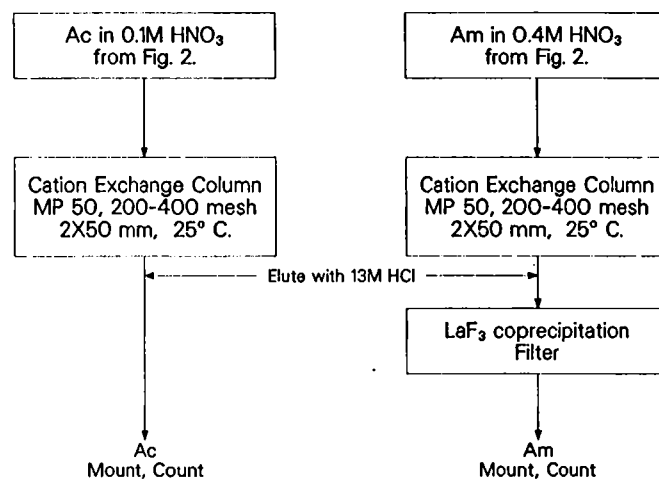 Ac in 0.1M HNO₃
from Fig. 2.
Am in 0.4M HNO₃
from Fig. 2.
Cation Exchange Column
MP 50, 200-400 mesh
2X50 mm, 25° C.
Cation Exchange Column
MP 50, 200-400 mesh
2X50 mm, 25° C.
Elute with 13M HCl
LaF₃ coprecipitation
Filter
Ac
Mount, Count
Am
Mount, Count